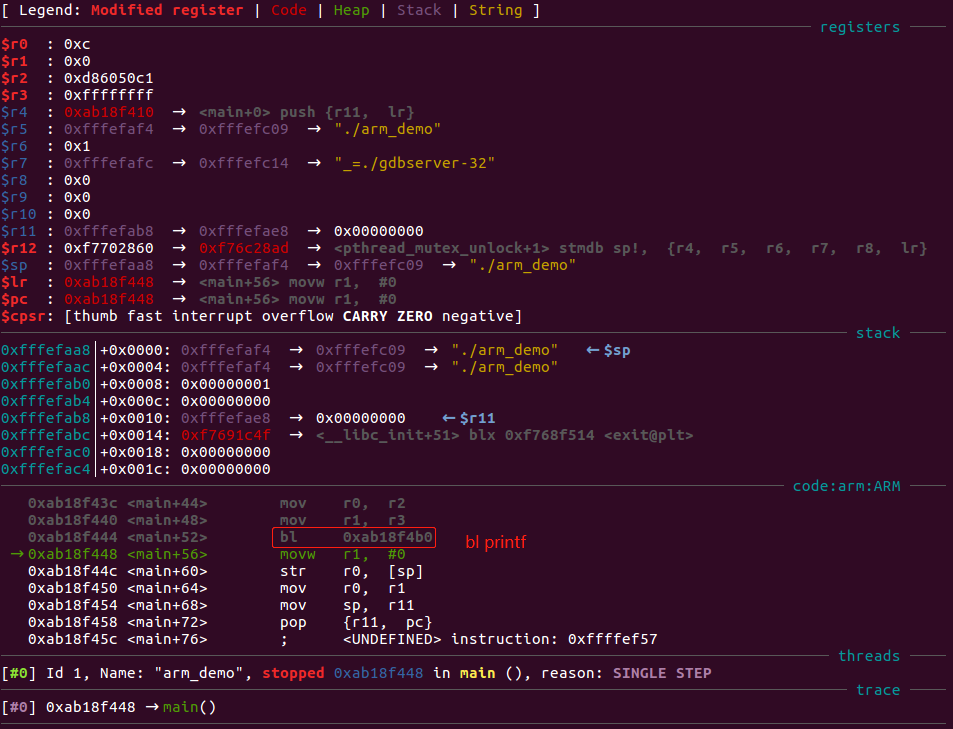 [ Legend: Modified register | Code | Heap | Stack | String ]
registers
$r0  : 0xc
$r1  : 0x0
$r2  : 0xd86050c1
$r3  : 0xffffffff
$r4  : 0xab18f410  →  <main+0> push {r11,  lr}
$r5  : 0xfffefaf4  →  0xfffefc09  →  "./arm_demo"
$r6  : 0x1
$r7  : 0xfffefafc  →  0xfffefc14  →  "_=./gdbserver-32"
$r8  : 0x0
$r9  : 0x0
$r10 : 0x0
$r11 : 0xfffefab8  →  0xfffefae8  →  0x00000000
$r12 : 0xf7702860  →  0xf76c28ad  →  <pthread_mutex_unlock+1> stmdb sp!,  {r4,  r5,  r6,  r7,  r8,  lr}
$sp  : 0xfffefaa8  →  0xfffefaf4  →  0xfffefc09  →  "./arm_demo"
$lr  : 0xab18f448  →  <main+56> movw r1,  #0
$pc  : 0xab18f448  →  <main+56> movw r1,  #0
$cpsr: [thumb fast interrupt overflow CARRY ZERO negative]
stack
0xfffefaa8│+0x0000: 0xfffefaf4  →  0xfffefc09  →  "./arm_demo"   ← $sp
0xfffefaac│+0x0004: 0xfffefaf4  →  0xfffefc09  →  "./arm_demo"
0xfffefab0│+0x0008: 0x00000001
0xfffefab4│+0x000c: 0x00000000
0xfffefab8│+0x0010: 0xfffefae8  →  0x00000000    ← $r11
0xfffefabc│+0x0014: 0xf7691c4f  →  <__libc_init+51> blx 0xf768f514 <exit@plt>
0xfffefac0│+0x0018: 0x00000000
0xfffefac4│+0x001c: 0x00000000
code:arm:ARM
0xab18f43c <main+44>        mov    r0,  r2
0xab18f440 <main+48>        mov    r1,  r3
0xab18f444 <main+52>        bl     0xab18f4b0 bl printf
→ 0xab18f448 <main+56>        movw   r1,  #0
0xab18f44c <main+60>        str    r0,  [sp]
0xab18f450 <main+64>        mov    r0,  r1
0xab18f454 <main+68>        mov    sp,  r11
0xab18f458 <main+72>        pop    {r11,  pc}
0xab18f45c <main+76>        ;      <UNDEFINED> instruction: 0xffffef57
threads
[#0] Id 1, Name: "arm_demo", stopped 0xab18f448 in main (), reason: SINGLE STEP
trace
[#0] 0xab18f448 → main()